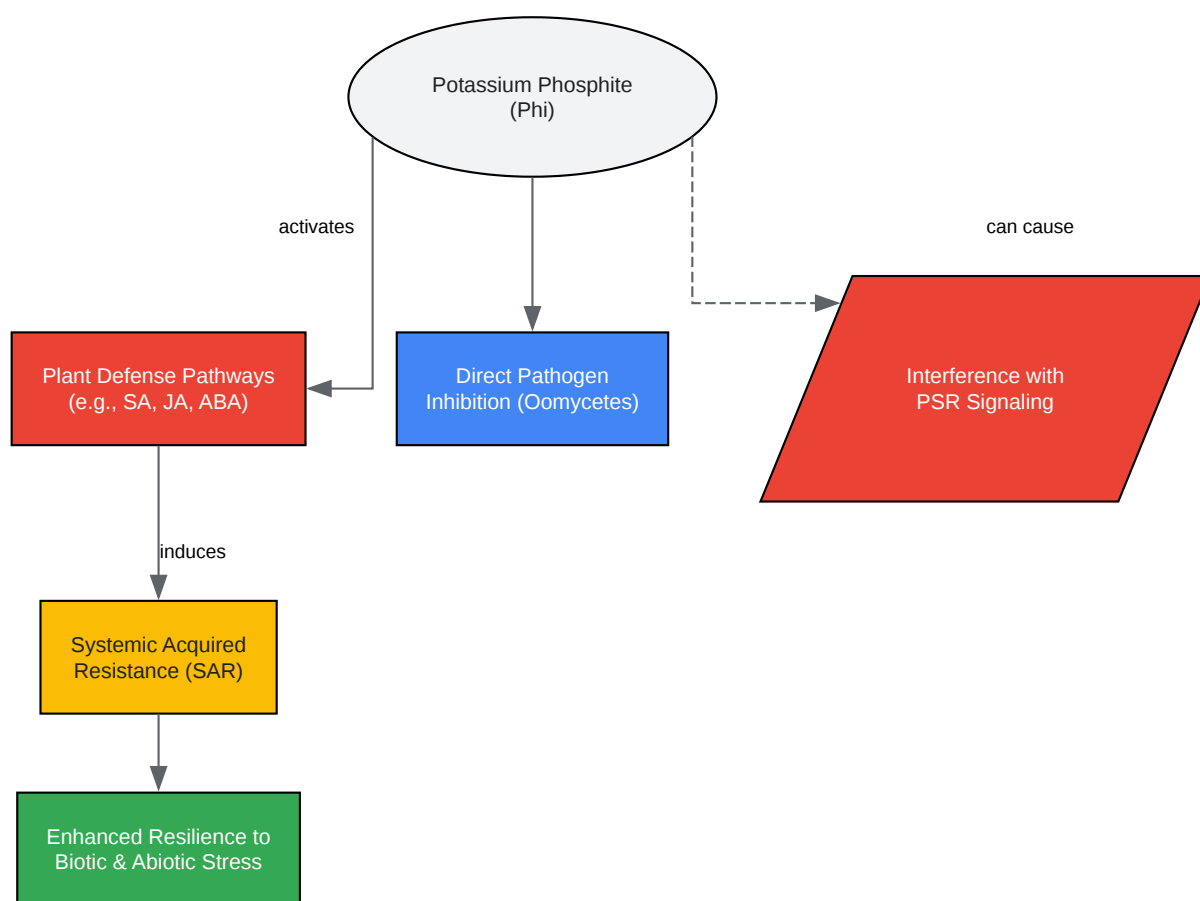 Potassium Phosphite
(Phi)
activates
can cause
Plant Defense Pathways
(e.g., SA, JA, ABA)
Direct Pathogen
Inhibition (Oomycetes)
Interference with
PSR Signaling
induces
Systemic Acquired
Resistance (SAR)
Enhanced Resilience to
Biotic & Abiotic Stress